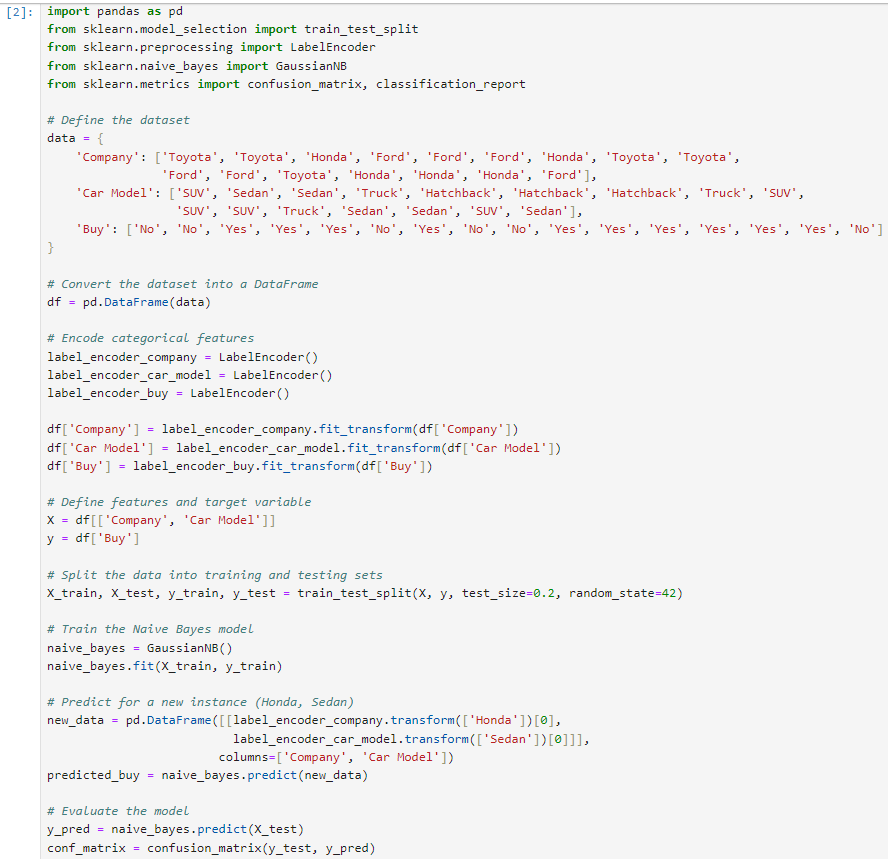 [2]: import pandas as pd
from sklearn.model_selection import train_test_split
from sklearn.preprocessing import LabelEncoder
from sklearn.naive_bayes import GaussianNB
from sklearn.metrics import confusion_matrix, classification_report

# Define the dataset
data = {
    'Company': ['Toyota', 'Toyota', 'Honda', 'Ford', 'Ford', 'Ford', 'Honda', 'Toyota', 'Toyota',
                'Ford', 'Ford', 'Toyota', 'Honda', 'Honda', 'Honda', 'Ford'],
    'Car Model': ['SUV', 'Sedan', 'Sedan', 'Truck', 'Hatchback', 'Hatchback', 'Hatchback', 'Truck', 'SUV',
                  'SUV', 'SUV', 'Truck', 'Sedan', 'Sedan', 'SUV', 'Sedan'],
    'Buy': ['No', 'No', 'Yes', 'Yes', 'Yes', 'No', 'Yes', 'No', 'No', 'Yes', 'Yes', 'Yes', 'Yes', 'Yes', 'Yes', 'No']
}

# Convert the dataset into a DataFrame
df = pd.DataFrame(data)

# Encode categorical features
label_encoder_company = LabelEncoder()
label_encoder_car_model = LabelEncoder()
label_encoder_buy = LabelEncoder()

df['Company'] = label_encoder_company.fit_transform(df['Company'])
df['Car Model'] = label_encoder_car_model.fit_transform(df['Car Model'])
df['Buy'] = label_encoder_buy.fit_transform(df['Buy'])

# Define features and target variable
X = df[['Company', 'Car Model']]
y = df['Buy']

# Split the data into training and testing sets
X_train, X_test, y_train, y_test = train_test_split(X, y, test_size=0.2, random_state=42)

# Train the Naive Bayes model
naive_bayes = GaussianNB()
naive_bayes.fit(X_train, y_train)

# Predict for a new instance (Honda, Sedan)
new_data = pd.DataFrame([[label_encoder_company.transform(['Honda'])[0],
                          label_encoder_car_model.transform(['Sedan'])[0]]],
                        columns=['Company', 'Car Model'])
predicted_buy = naive_bayes.predict(new_data)

# Evaluate the model
y_pred = naive_bayes.predict(X_test)
conf_matrix = confusion_matrix(y_test, y_pred)